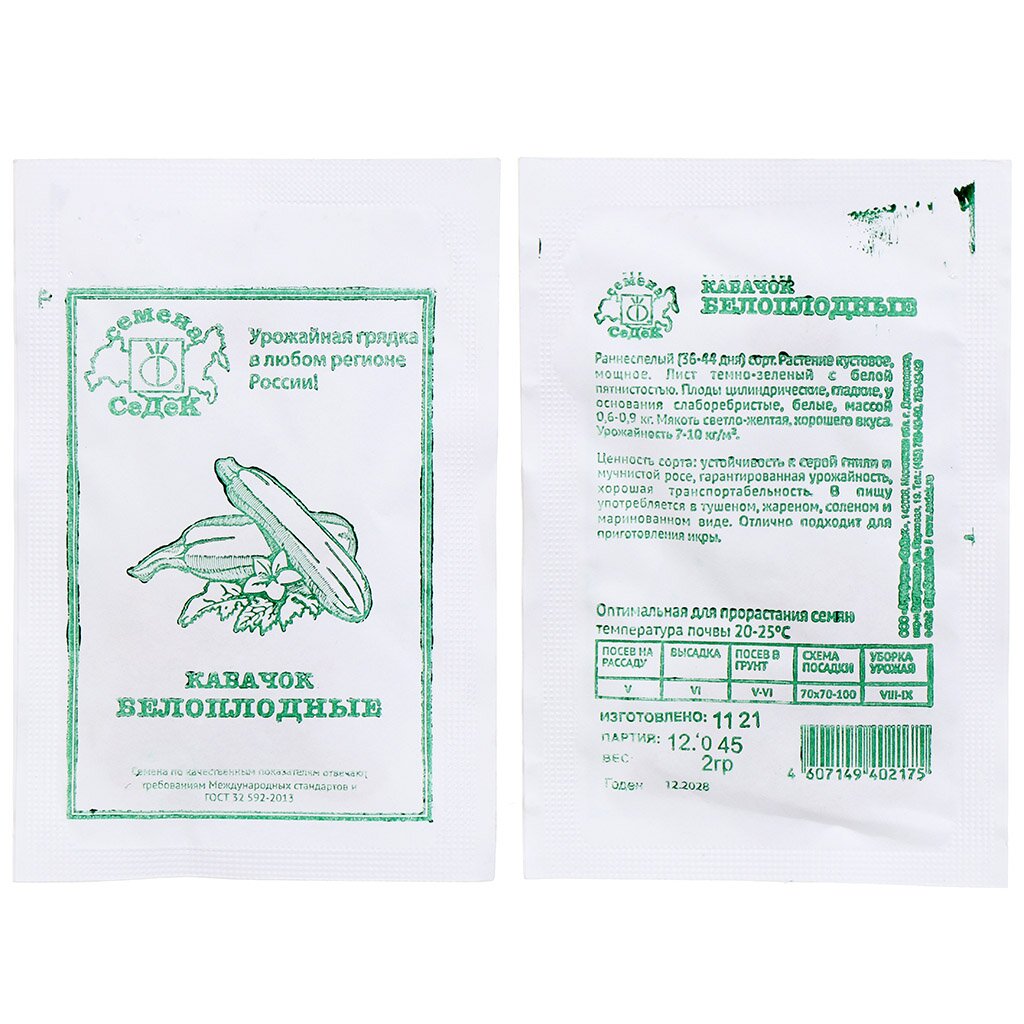 семена
СеДеК
Урожайная грядка
в любом регионе
России!
КАБАЧОК
БЕЛОПЛОДНЫЕ
Семена по качественным показателям отвечают
требованиям Международных стандартов и
ГОСТ 32 592-2013
семена
СеДеК
КАБАЧОК
БЕЛОПЛОДНЫЕ
Раннеспелый (36-44 дня) сорт. Растение кустовое,
мощное. Лист темно-зеленый с белой
пятнистостью. Плоды цилиндрические, гладкие, у
основания слаборебристые, белые, массой
0,6-0,9 кг. Мякоть светло-желтая, хорошего вкуса.
Урожайность 7-10 кг/м³.
Ценность сорта: устойчивость к серой гнили и
мучнистой росе, гарантированная урожайность,
хорошая транспортабельность. В пищу
употребляется в тушеном, жареном, соленом и
маринованном виде. Отлично подходит для
приготовления икры.
Оптимальная для прорастания семян
температура почвы 20-25°C
ПОСЕВ НА РАССАДУ ВЫСАДКА ПОСЕВ В ГРУНТ СХЕМА ПОСАДКИ УБОРКА УРОЖАЯ
V VI V-VI 70x70-100 VIII-IX
ИЗГОТОВЛЕНО: 11 21
ПАРТИЯ: 12.'0 45
ВЕС: 2гр
Годен 12.2028
4 607149 402175